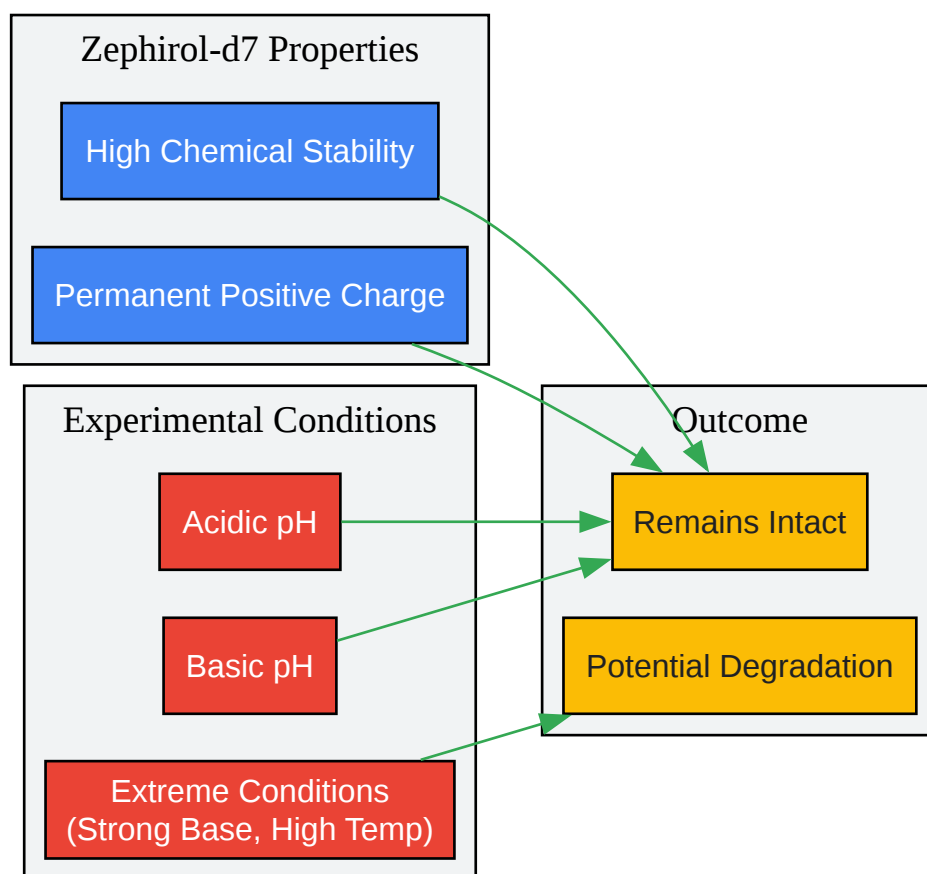 Zephirol-d7 Properties
High Chemical Stability
Permanent Positive Charge
Experimental Conditions
Acidic pH
Basic pH
Extreme Conditions
(Strong Base, High Temp)
Outcome
Remains Intact
Potential Degradation